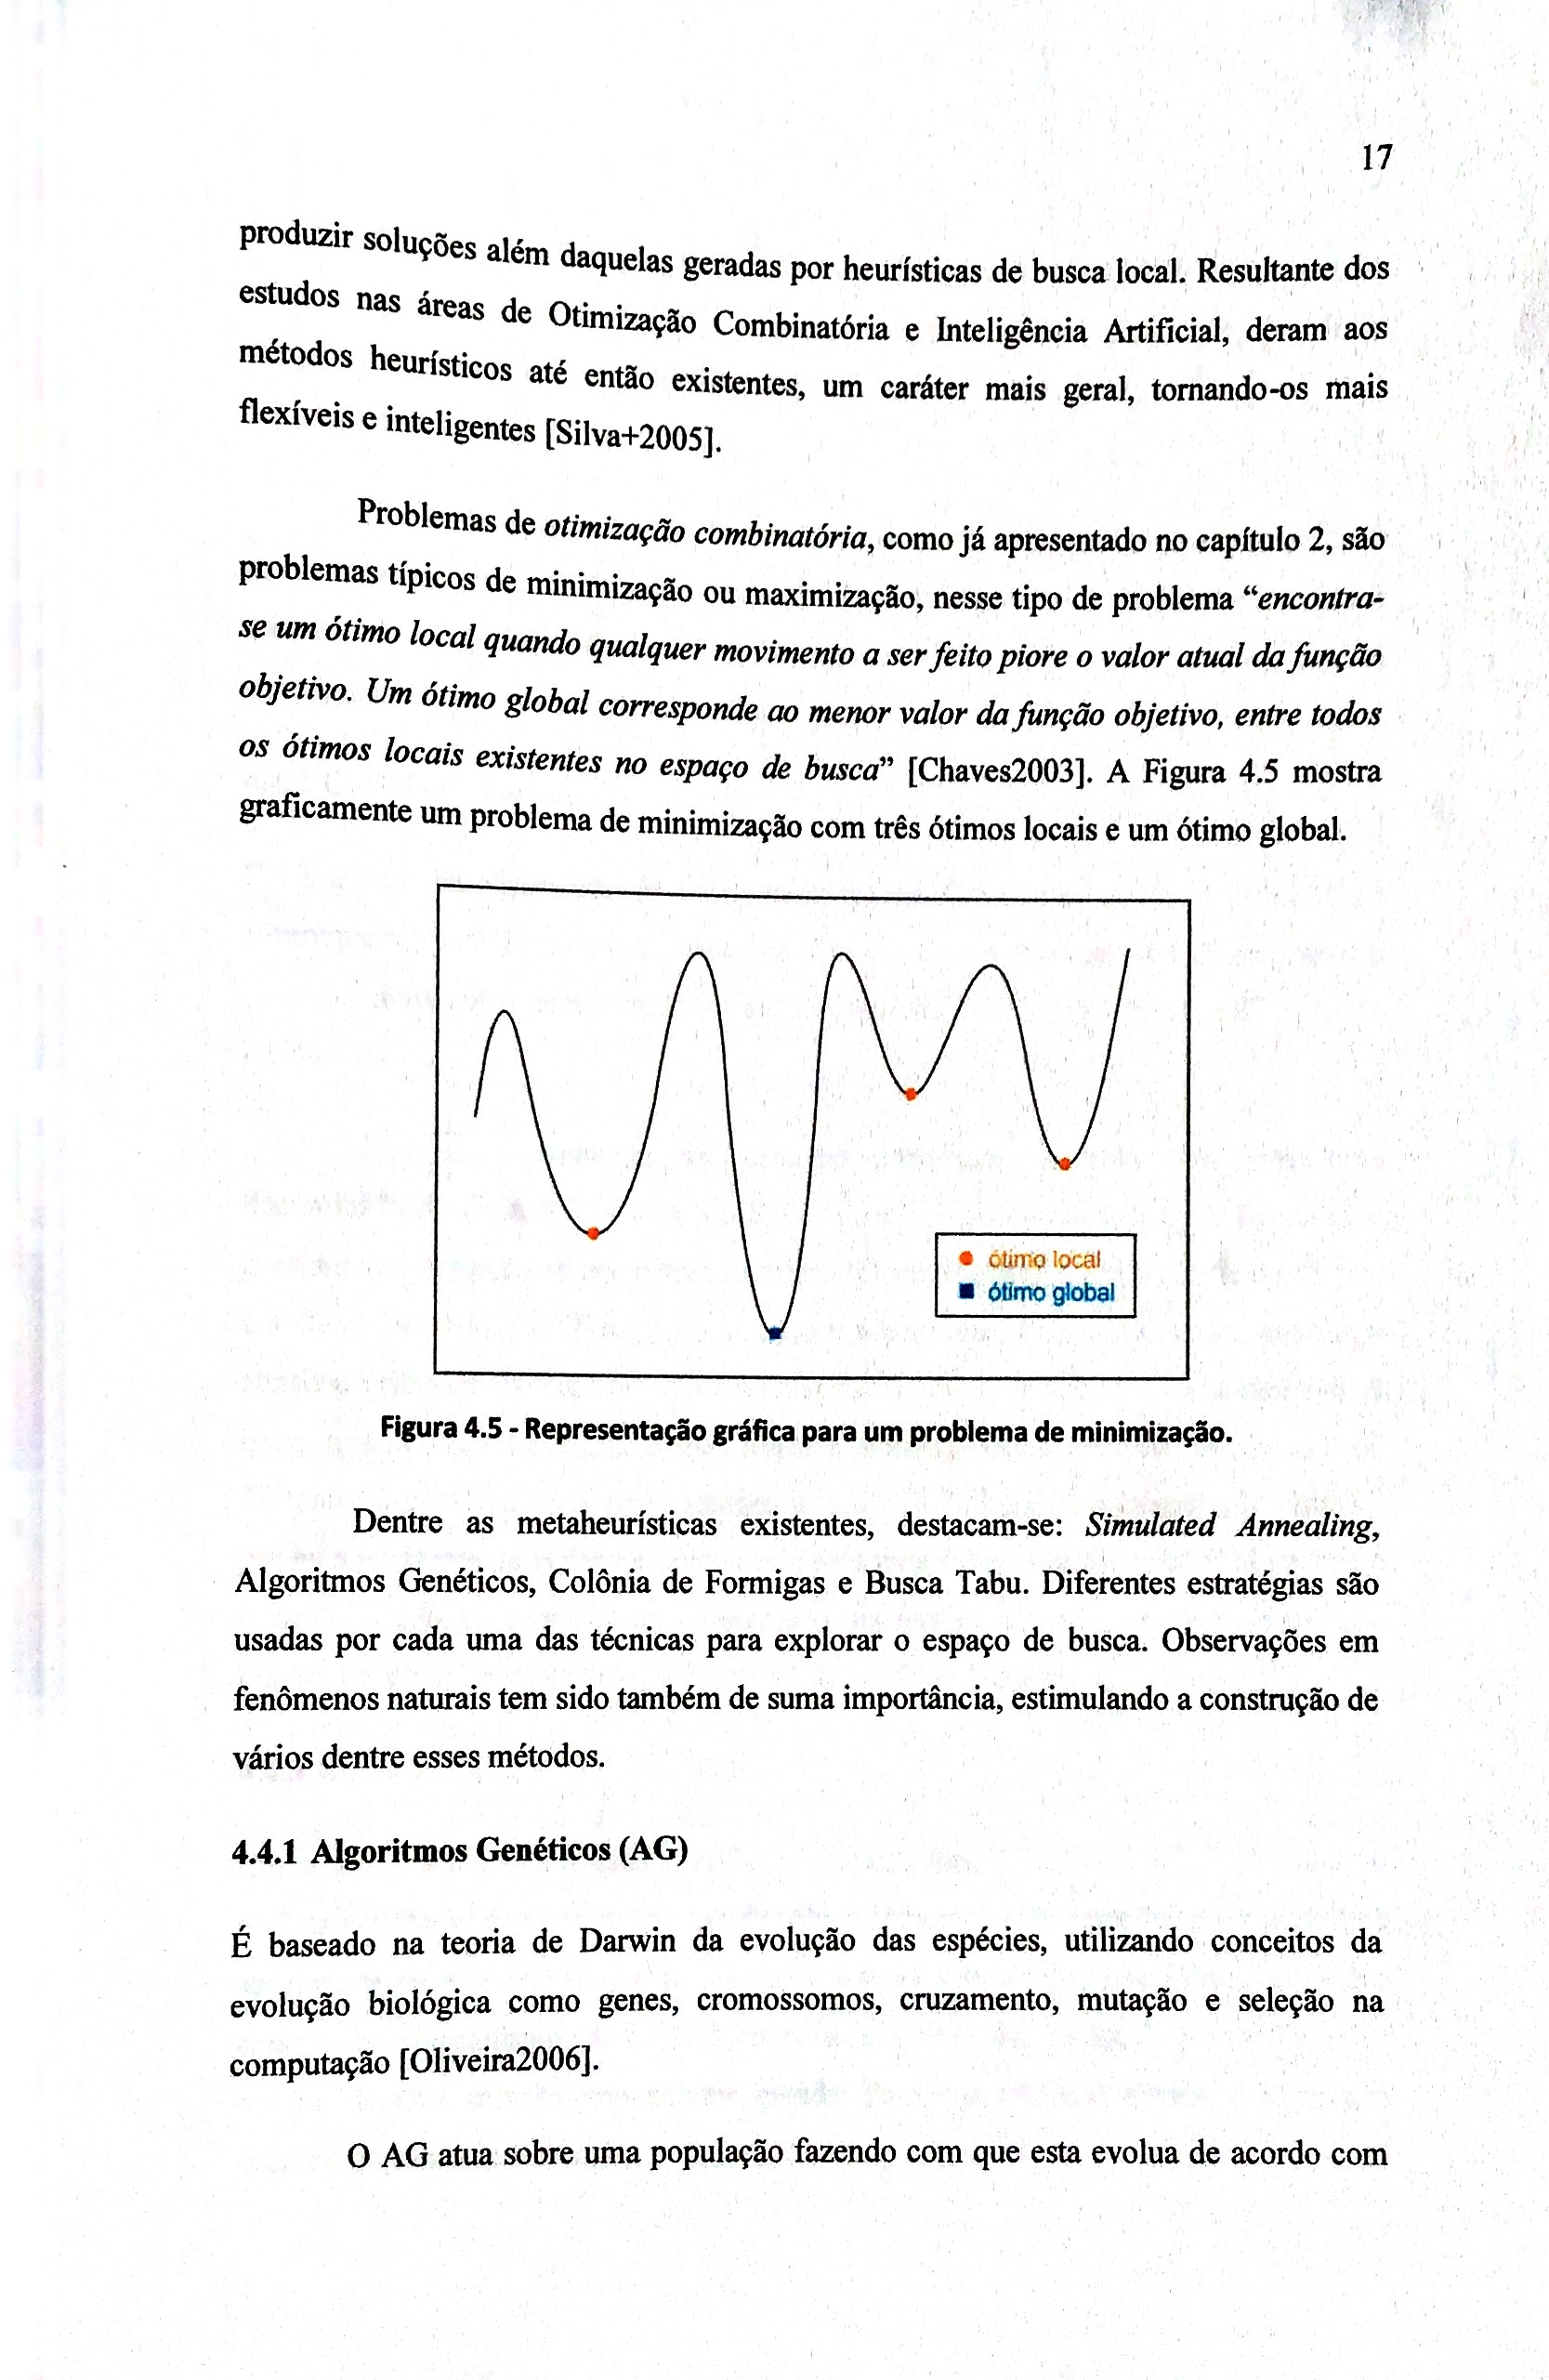 17
produzir soluções além daquelas geradas por heurísticas de busca local. Resultante dos
estudos nas áreas de Otimização Combinatória e Inteligência Artificial, deram aos
métodos heurísticos até então existentes, um caráter mais geral, tornando-os mais
flexíveis e inteligentes [Silva+2005].
Problemas de otimização combinatória, como já apresentado no capítulo 2, são
problemas típicos de minimização ou maximização, nesse tipo de problema “encontra-
se um ótimo local quando qualquer movimento a ser feito piore o valor atual da função
objetivo. Um ótimo global corresponde ao menor valor da função objetivo, entre todos
os ótimos locais existentes no espaço de busca” [Chaves2003]. A Figura 4.5 mostra
graficamente um problema de minimização com três ótimos locais e um ótimo global.
ótimo local
ótimo global
Figura 4.5 - Representação gráfica para um problema de minimização.
Dentre as metaheurísticas existentes, destacam-se: Simulated Annealing,
Algoritmos Genéticos, Colônia de Formigas e Busca Tabu. Diferentes estratégias são
usadas por cada uma das técnicas para explorar o espaço de busca. Observações em
fenômenos naturais tem sido também de suma importância, estimulando a construção de
vários dentre esses métodos.
4.4.1 Algoritmos Genéticos (AG)
É baseado na teoria de Darwin da evolução das espécies, utilizando conceitos da
evolução biológica como genes, cromossomos, cruzamento, mutação e seleção na
computação [Oliveira2006].
O AG atua sobre uma população fazendo com que esta evolua de acordo com